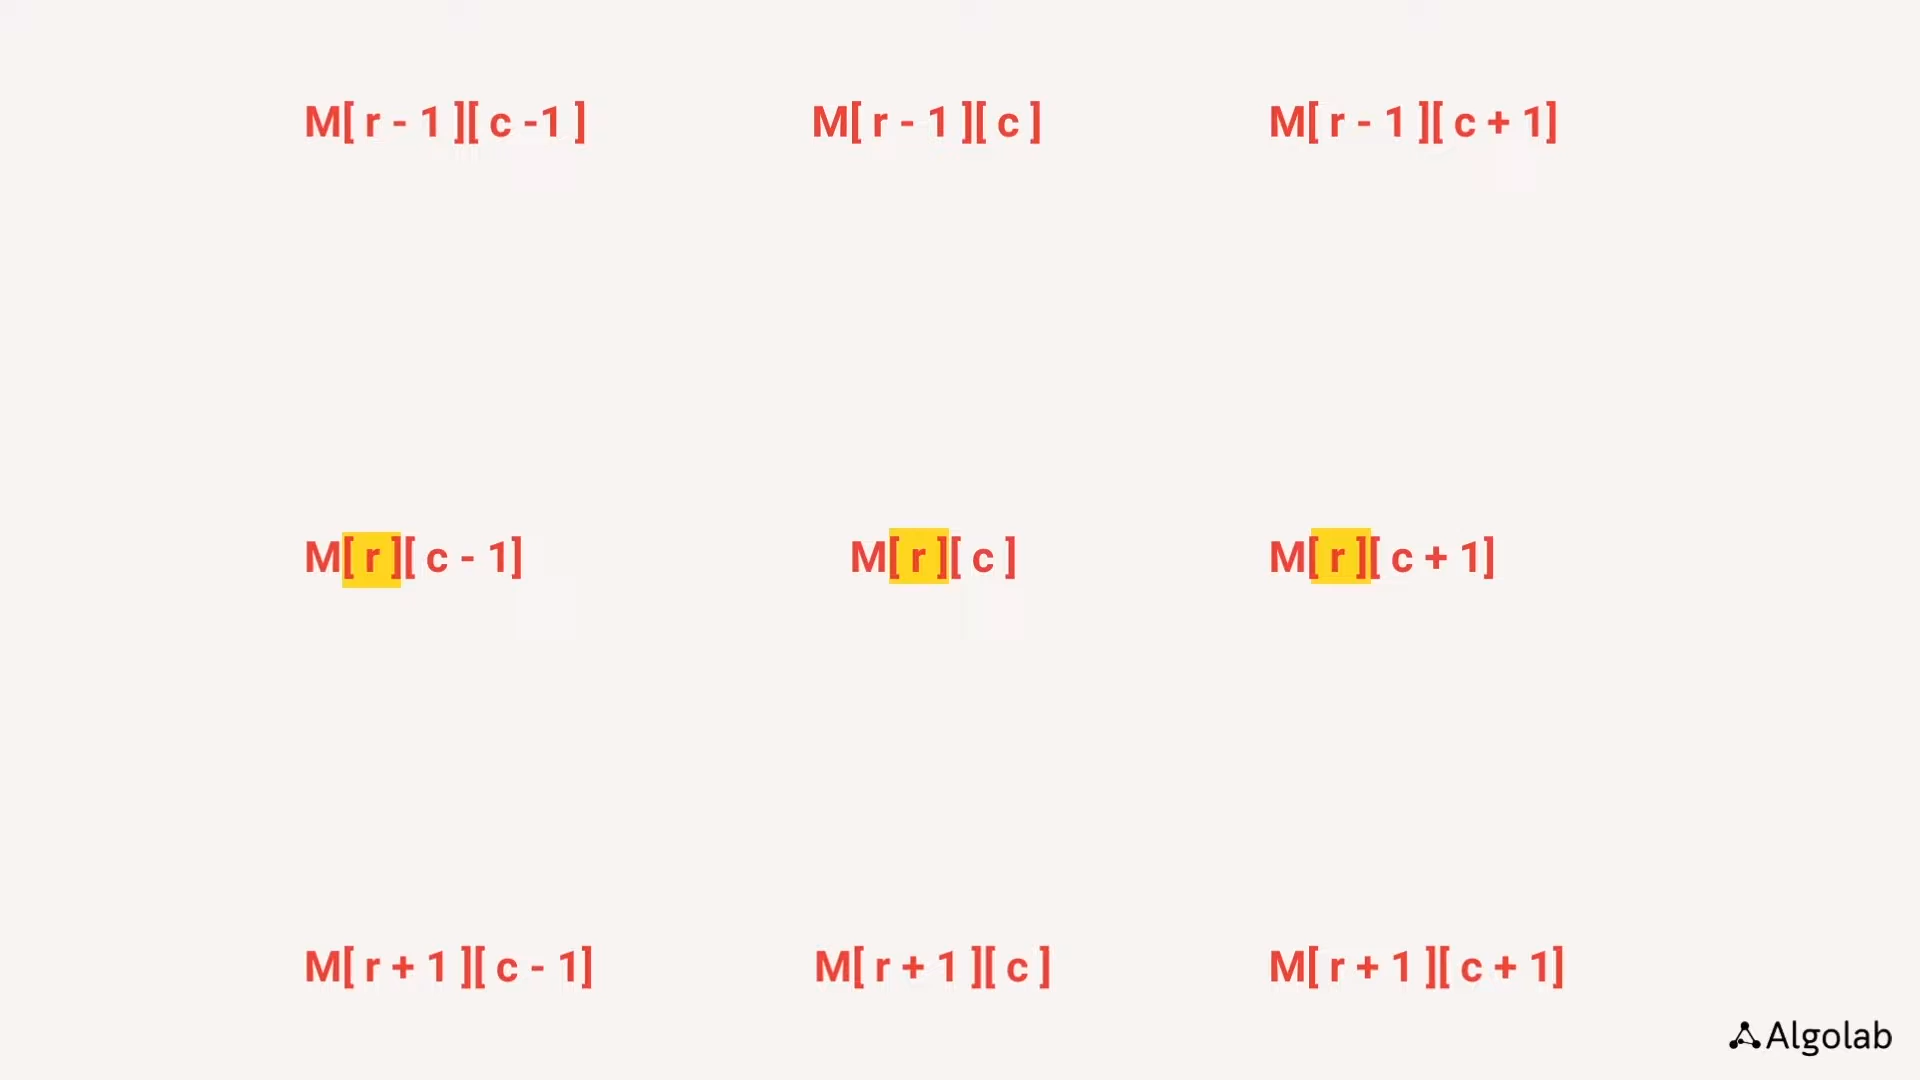 M[ r - 1 ][ c -1 ] M[ r - 1 ][ c ] M[ r - 1 ][ c + 1]
M[ r ][ c - 1] M[ r ][ c ] M[ r ][ c + 1]
M[ r + 1 ][ c - 1] M[ r + 1 ][ c ] M[ r + 1 ][ c + 1]
Algolab